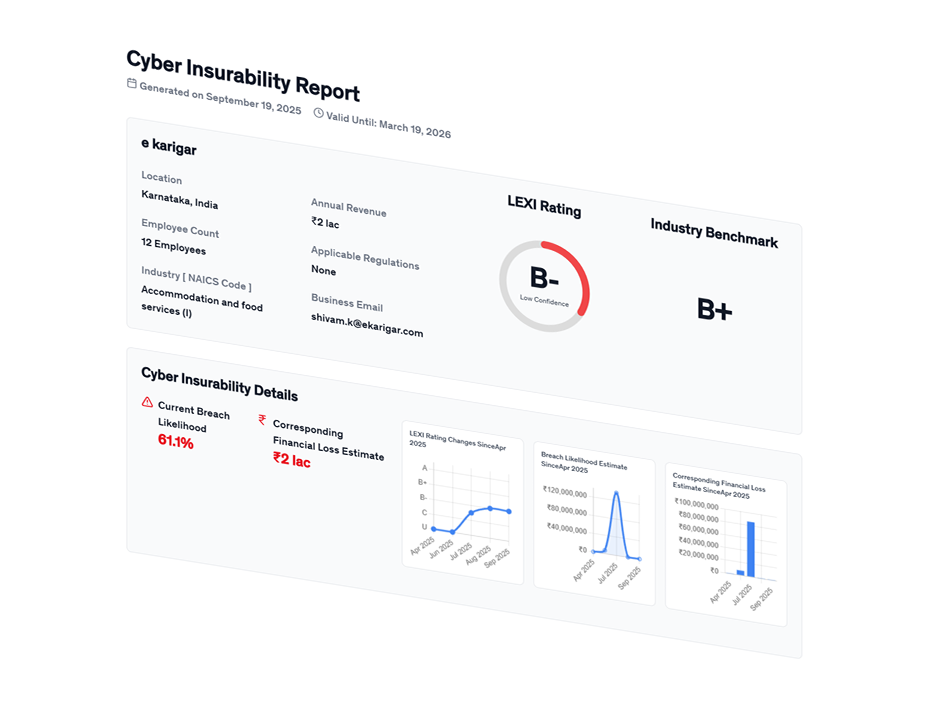 Cyber Insurability Report
Generated on September 19, 2025
Valid Until: March 19, 2026
e karigar
Location
Karnataka, India
Employee Count
12 Employees
Industry [ NAICS Code ]
Accommodation and food
services (I)
Annual Revenue
₹2 lac
Applicable Regulations
None
Business Email
shivam.k@ekarigar.com
LEXI Rating
B-
Low Confidence
Industry Benchmark
B+
Cyber Insurability Details
Current Breach
Likelihood
61.1%
₹
Corresponding
Financial Loss Estimate
₹2 lac
LEXI Rating Changes SinceApr
2025
A
B+
B-
C
U
Apr 2025
Jun 2025
Jul 2025
Aug 2025
Sep 2025
Breach Likelihood Estimate
SinceApr 2025
₹120,000,000
₹80,000,000
₹40,000,000
₹0
Apr 2025
Jul 2025
Sep 2025
Corresponding Financial Loss
Estimate SinceApr 2025
₹100,000,000
₹80,000,000
₹60,000,000
₹40,000,000
₹20,000,000
₹0
Apr 2025
Jul 2025
Sep 2025